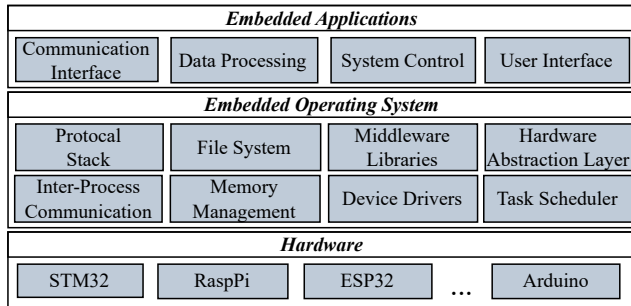 Embedded Applications
Communication
Interface
Data Processing
System Control
User Interface
Embedded Operating System
Protocal
Stack
File System
Middleware
Libraries
Hardware
Abstraction Layer
Inter-Process
Communication
Memory
Management
Device Drivers
Task Scheduler
Hardware
STM32
RaspPi
ESP32
...
Arduino